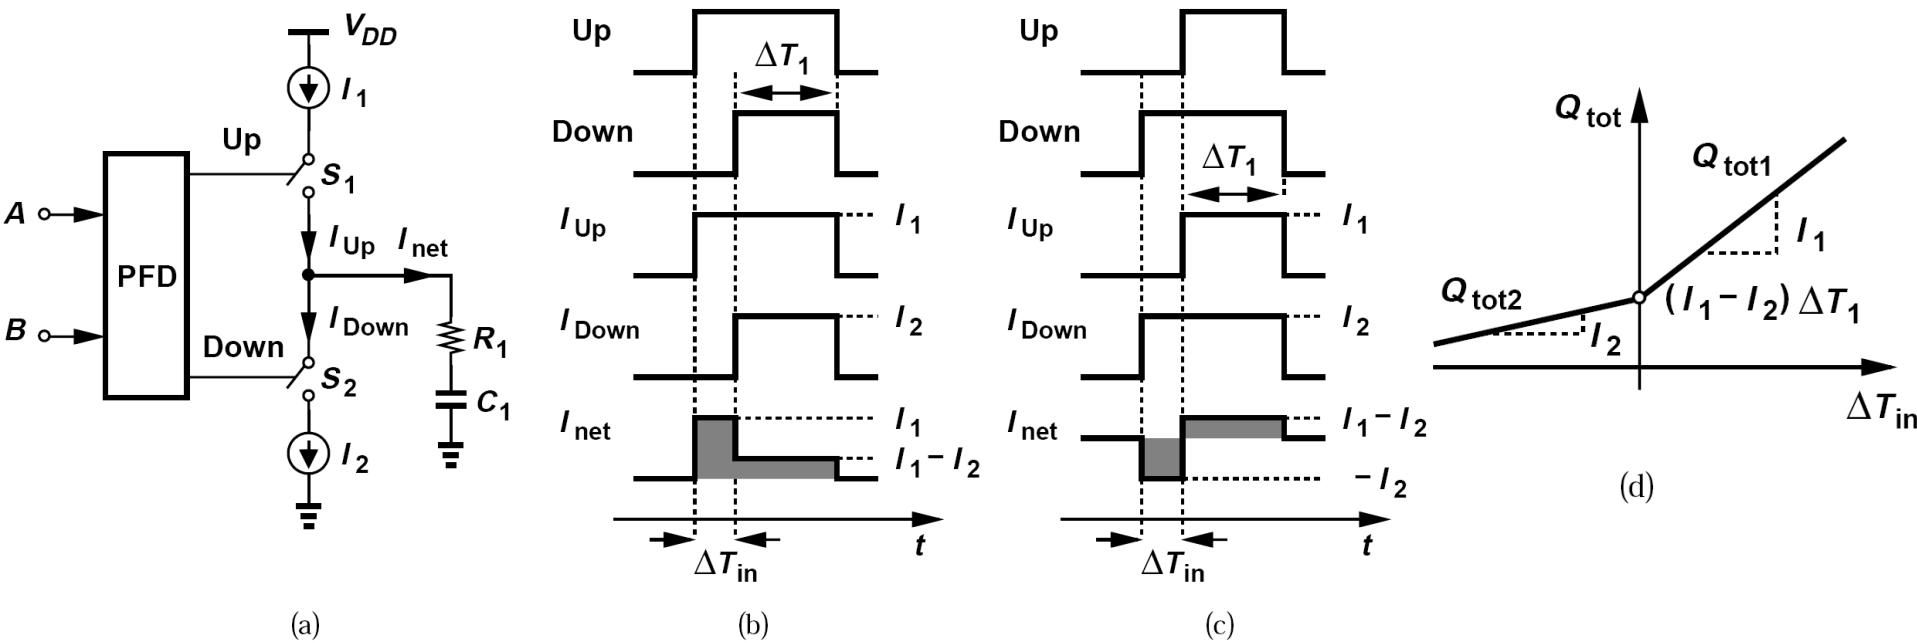 V_DD
I_1
Up
S_1
A
I_Up
I_net
PFD
B
I_Down
R_1
Down
S_2
C_1
I_2
(a)
Up
ΔT_1
Down
I_Up
I_1
I_Down
I_2
I_net
I_1
I_1 − I_2
t
ΔT_in
(b)
Up
Down
ΔT_1
I_Up
I_1
I_Down
I_2
I_net
I_1 − I_2
− I_2
t
ΔT_in
(c)
Q_tot
Q_tot1
I_1
Q_tot2
(I_1 − I_2) ΔT_1
I_2
ΔT_in
(d)